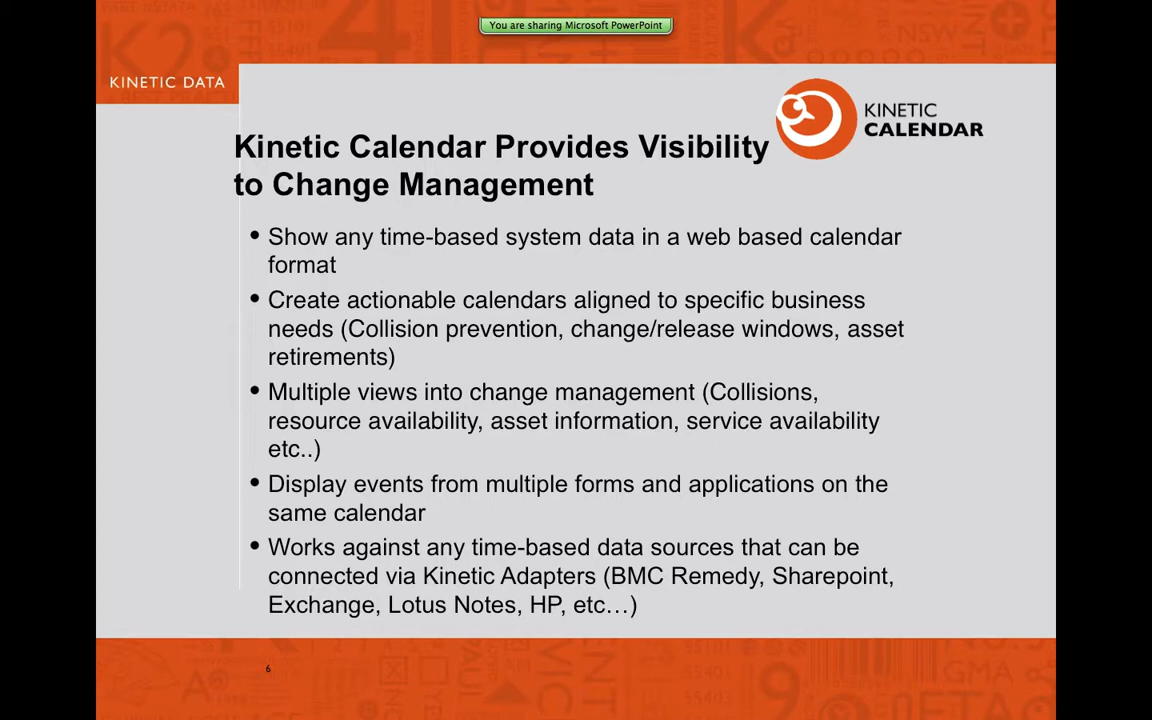 You are sharing Microsoft PowerPoint
KINETIC DATA
KINETIC
CALENDAR
Kinetic Calendar Provides Visibility
to Change Management
• Show any time-based system data in a web based calendar
format
• Create actionable calendars aligned to specific business
needs (Collision prevention, change/release windows, asset
retirements)
• Multiple views into change management (Collisions,
resource availability, asset information, service availability
etc..)
• Display events from multiple forms and applications on the
same calendar
• Works against any time-based data sources that can be
connected via Kinetic Adapters (BMC Remedy, Sharepoint,
Exchange, Lotus Notes, HP, etc…)
6